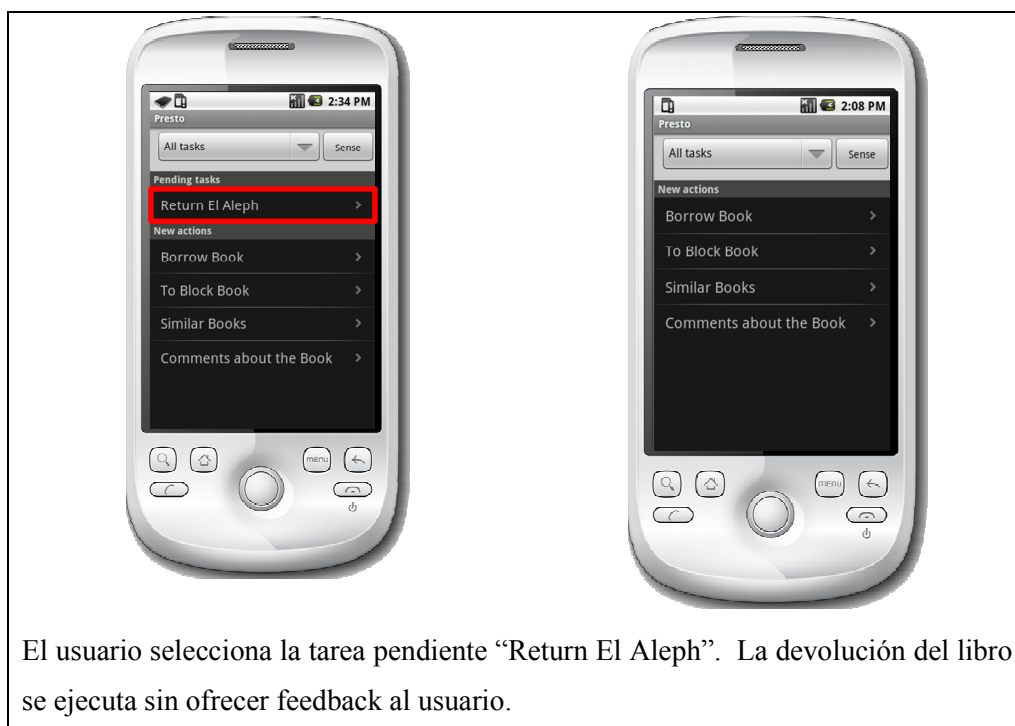 2:34 PM
Presto
All tasks
Sense
Pending tasks
Return El Aleph
New actions
Borrow Book
To Block Book
Similar Books
Comments about the Book
MENU
2:08 PM
Presto
All tasks
Sense
New actions
Borrow Book
To Block Book
Similar Books
Comments about the Book
MENU
El usuario selecciona la tarea pendiente “Return El Aleph”. La devolución del libro
se ejecuta sin ofrecer feedback al usuario.